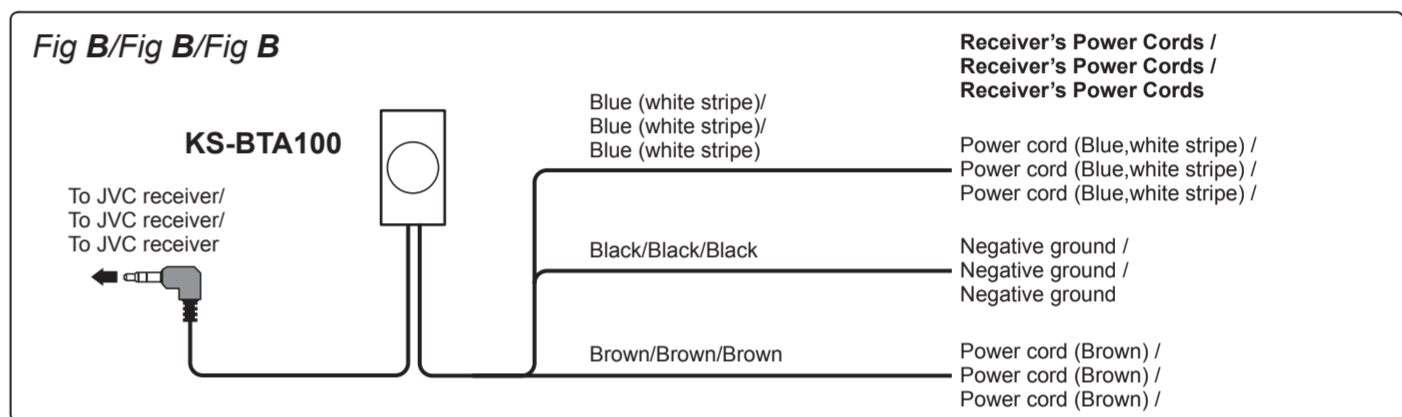 Fig B/Fig B/Fig B
KS-BTA100
To JVC receiver/
To JVC receiver/
To JVC receiver
Blue (white stripe)/
Blue (white stripe)/
Blue (white stripe)
Black/Black/Black
Brown/Brown/Brown
Receiver’s Power Cords /
Receiver’s Power Cords /
Receiver’s Power Cords
Power cord (Blue,white stripe) /
Power cord (Blue,white stripe) /
Power cord (Blue,white stripe) /
Negative ground /
Negative ground /
Negative ground
Power cord (Brown) /
Power cord (Brown) /
Power cord (Brown) /